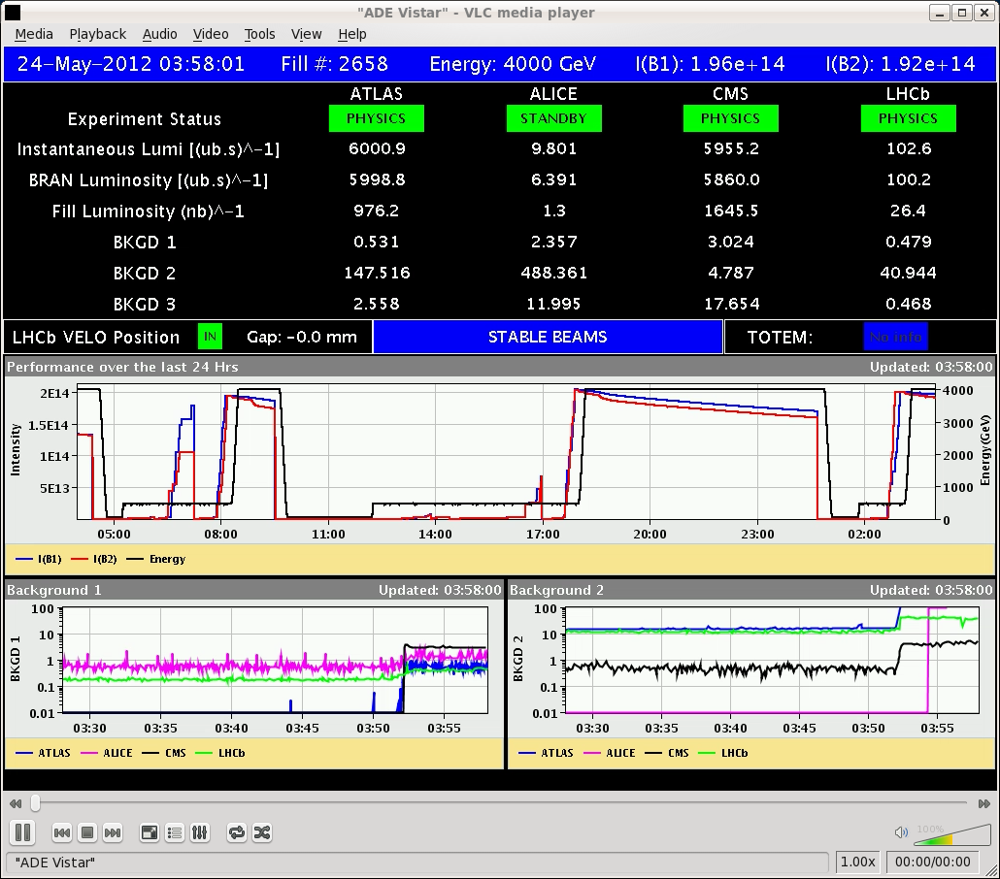 "ADE Vistar" - VLC media player
Media Playback Audio Video Tools View Help
24-May-2012 03:58:01 Fill #: 2658 Energy: 4000 GeV I(B1): 1.96e+14 I(B2): 1.92e+14
ATLAS ALICE CMS LHCb
Experiment Status PHYSICS STANDBY PHYSICS PHYSICS
Instantaneous Lumi [(ub.s)^-1] 6000.9 9.801 5955.2 102.6
BRAN Luminosity [(ub.s)^-1] 5998.8 6.391 5860.0 100.2
Fill Luminosity (nb)^-1 976.2 1.3 1645.5 26.4
BKGD 1 0.531 2.357 3.024 0.479
BKGD 2 147.516 488.361 4.787 40.944
BKGD 3 2.558 11.995 17.654 0.468
LHCb VELO Position IN Gap: -0.0 mm STABLE BEAMS TOTEM: No info
Performance over the last 24 Hrs Updated: 03:58:00
2E14 4000
1.5E14 3000
1E14 2000
5E13 1000
0
Intensity
Energy(GeV)
05:00 08:00 11:00 14:00 17:00 20:00 23:00 02:00
I(B1) I(B2) Energy
Background 1 Updated: 03:58:00
100
10
1
0.1
0.01
BKGD 1
03:30 03:35 03:40 03:45 03:50 03:55
ATLAS ALICE CMS LHCb
Background 2 Updated: 03:58:00
100
10
1
0.1
0.01
BKGD 2
03:30 03:35 03:40 03:45 03:50 03:55
ATLAS ALICE CMS LHCb
100%
"ADE Vistar" 1.00x 00:00/00:00